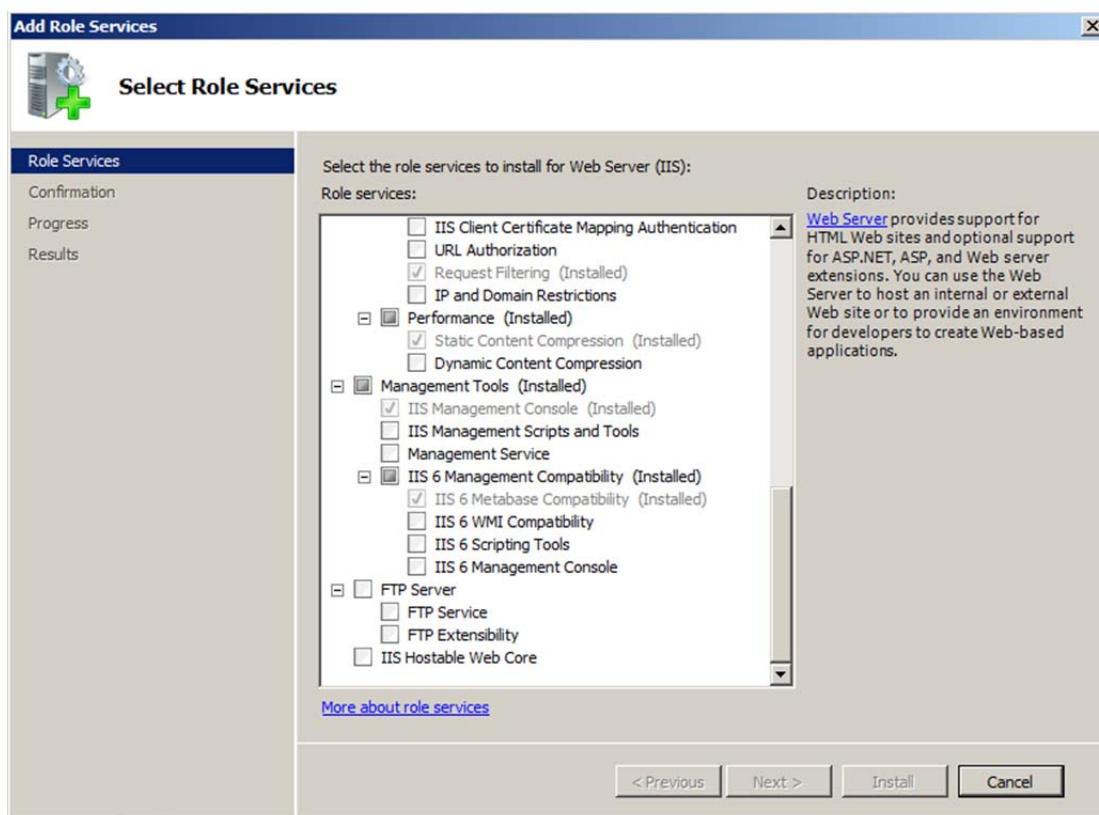 Add Role Services
Select Role Services
Role Services
Confirmation
Progress
Results
Select the role services to install for Web Server (IIS):
Role services:
IIS Client Certificate Mapping Authentication
URL Authorization
Request Filtering (Installed)
IP and Domain Restrictions
Performance (Installed)
Static Content Compression (Installed)
Dynamic Content Compression
Management Tools (Installed)
IIS Management Console (Installed)
IIS Management Scripts and Tools
Management Service
IIS 6 Management Compatibility (Installed)
IIS 6 Metabase Compatibility (Installed)
IIS 6 WMI Compatibility
IIS 6 Scripting Tools
IIS 6 Management Console
FTP Server
FTP Service
FTP Extensibility
IIS Hostable Web Core
More about role services
Description:
Web Server provides support for
HTML Web sites and optional support
for ASP.NET, ASP, and Web server
extensions. You can use the Web
Server to host an internal or external
Web site or to provide an environment
for developers to create Web-based
applications.
< Previous
Next >
Install
Cancel